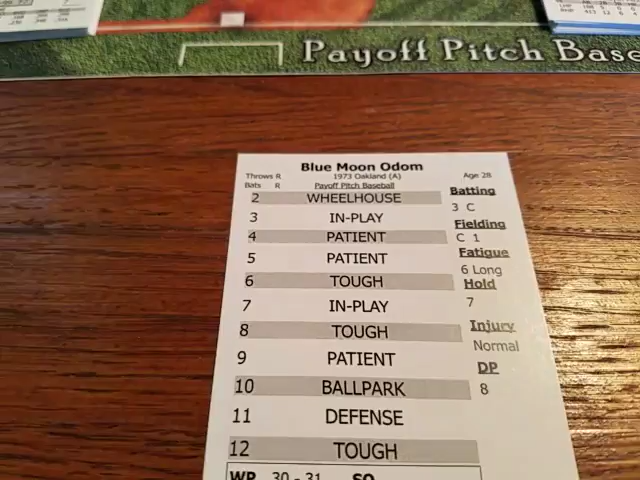 Payoff Pitch Base
Blue Moon Odom
Throws R 1973 Oakland (A) Age 28
Bats R Payoff Pitch Baseball
Batting
2 WHEELHOUSE
3 C
3 IN-PLAY
Fielding
4 PATIENT
C 1
Fatigue
5 PATIENT
6 Long
6 TOUGH
Hold
7 IN-PLAY
7
8 TOUGH
Injury
Normal
9 PATIENT
DP
10 BALLPARK
8
11 DEFENSE
12 TOUGH
WP 30 - 31 SO